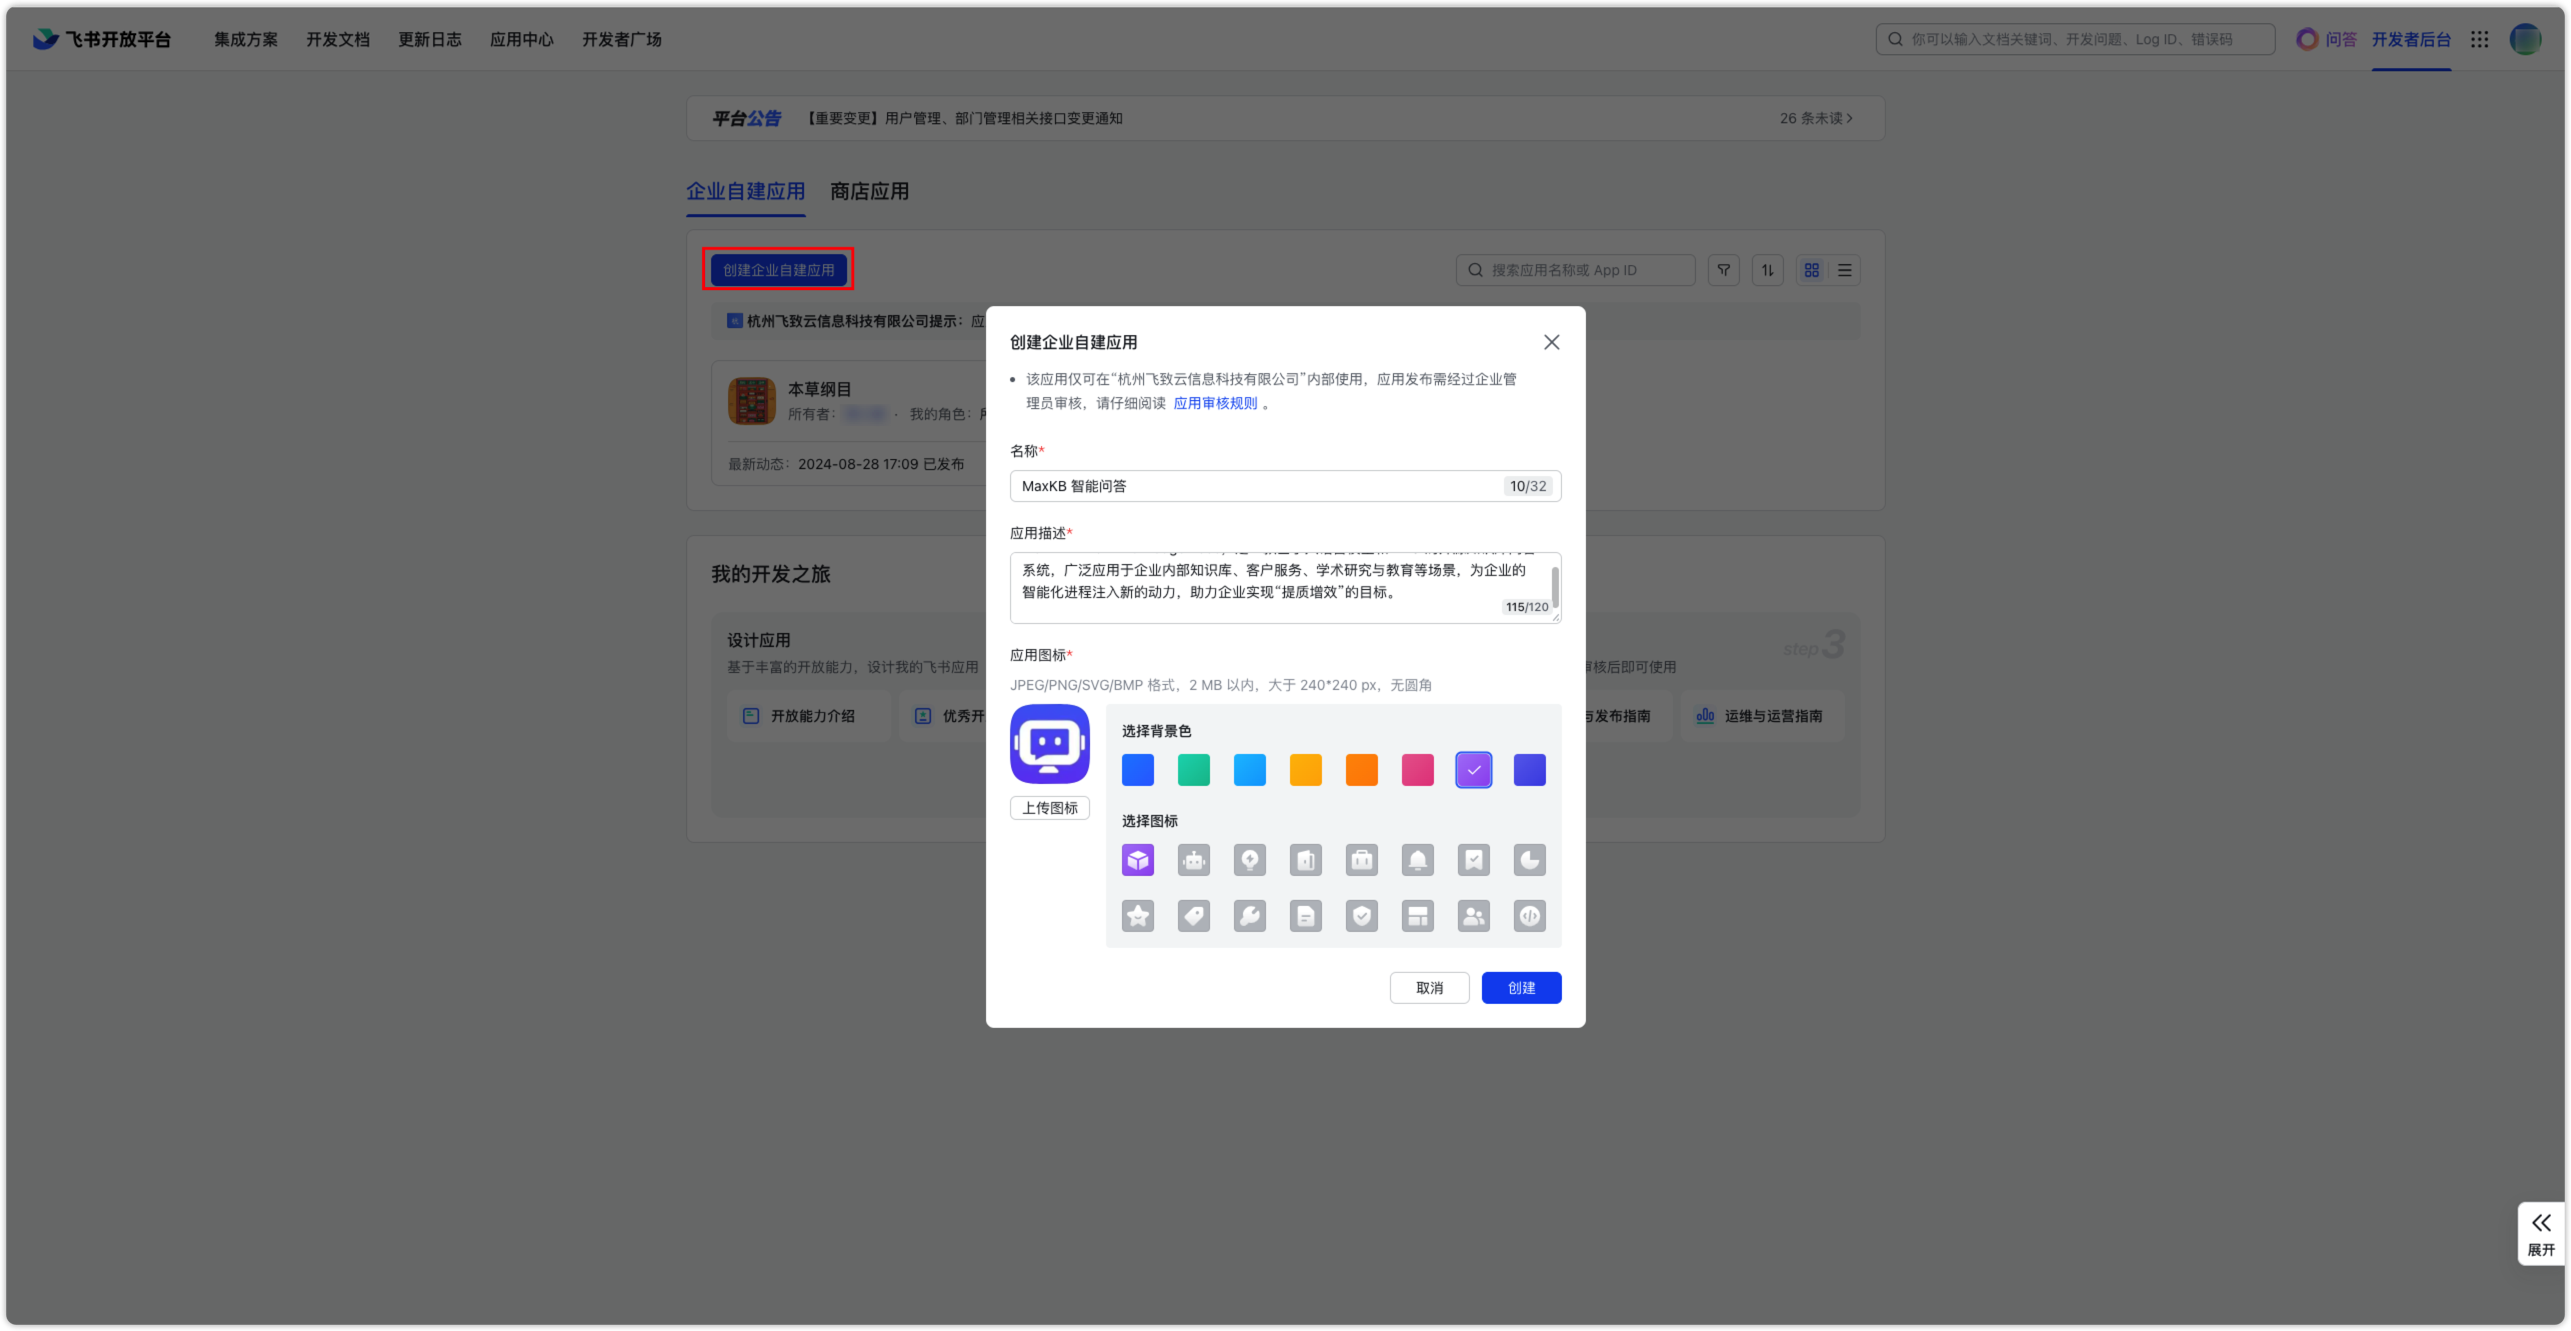 飞书开放平台 集成方案 开发文档 更新日志 应用中心 开发者广场 你可以输入文档关键词、开发问题、Log ID、错误码 问答 开发者后台
平台公告 【重要变更】用户管理、部门管理相关接口变更通知 26 条未读
企业自建应用 商店应用
创建企业自建应用 搜索应用名称或 App ID
杭州飞致云信息科技有限公司提示：应
本草纲目
所有者： · 我的角色：
最新动态：2024-08-28 17:09 已发布
我的开发之旅
设计应用
基于丰富的开放能力，设计我的飞书应用
开放能力介绍 优秀开
step 3
审核后即可使用
与发布指南 运维与运营指南
创建企业自建应用
该应用仅可在“杭州飞致云信息科技有限公司”内部使用，应用发布需经过企业管
理员审核，请仔细阅读 应用审核规则 。
名称*
MaxKB 智能问答 10/32
应用描述*
系统，广泛应用于企业内部知识库、客户服务、学术研究与教育等场景，为企业的
智能化进程注入新的动力，助力企业实现“提质增效”的目标。
115/120
应用图标*
JPEG/PNG/SVG/BMP 格式，2 MB 以内，大于 240*240 px，无圆角
上传图标
选择背景色
选择图标
取消 创建
展开